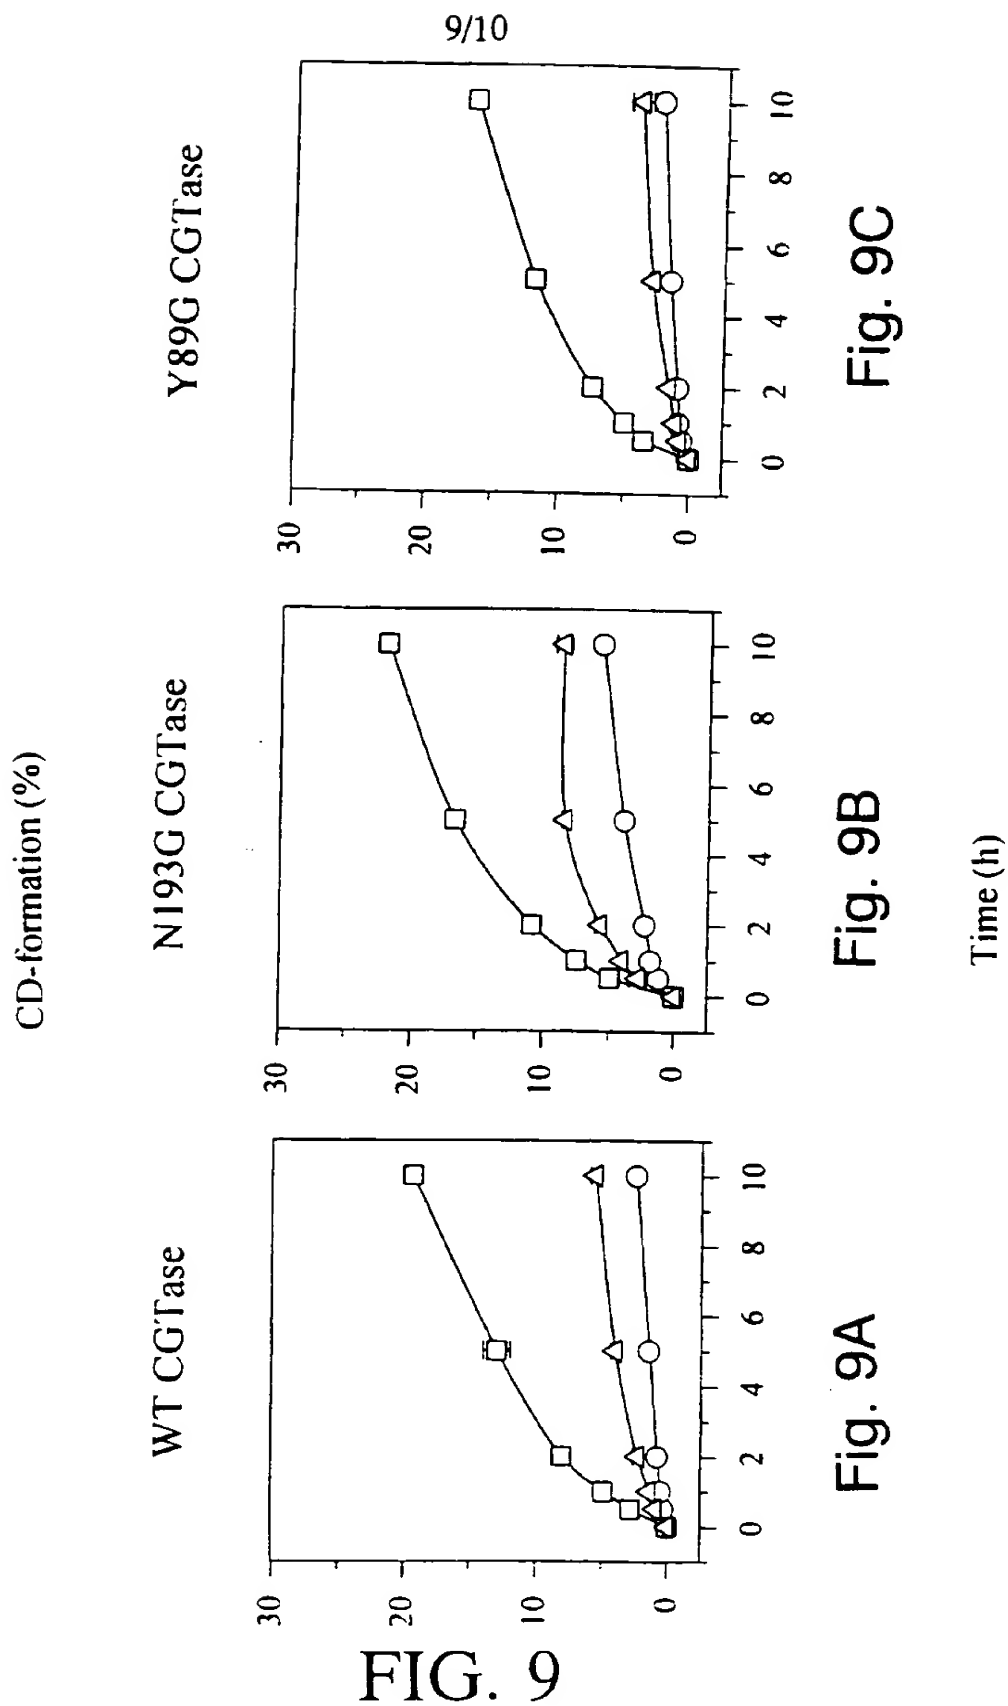 9/10
CD-formation (%)
WT CGTase
30
20
10
0
0 2 4 6 8 10
Fig. 9A
N193G CGTase
30
20
10
0
0 2 4 6 8 10
Fig. 9B
Y89G CGTase
30
20
10
0
0 2 4 6 8 10
Fig. 9C
Time (h)
FIG. 9